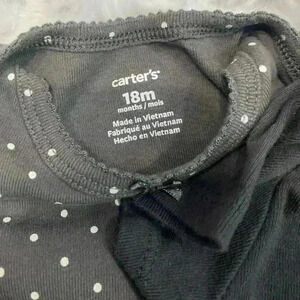 carter's
18m
months / mois
Made in Vietnam
Fabriqué au Vietnam
Hecho en Vietnam